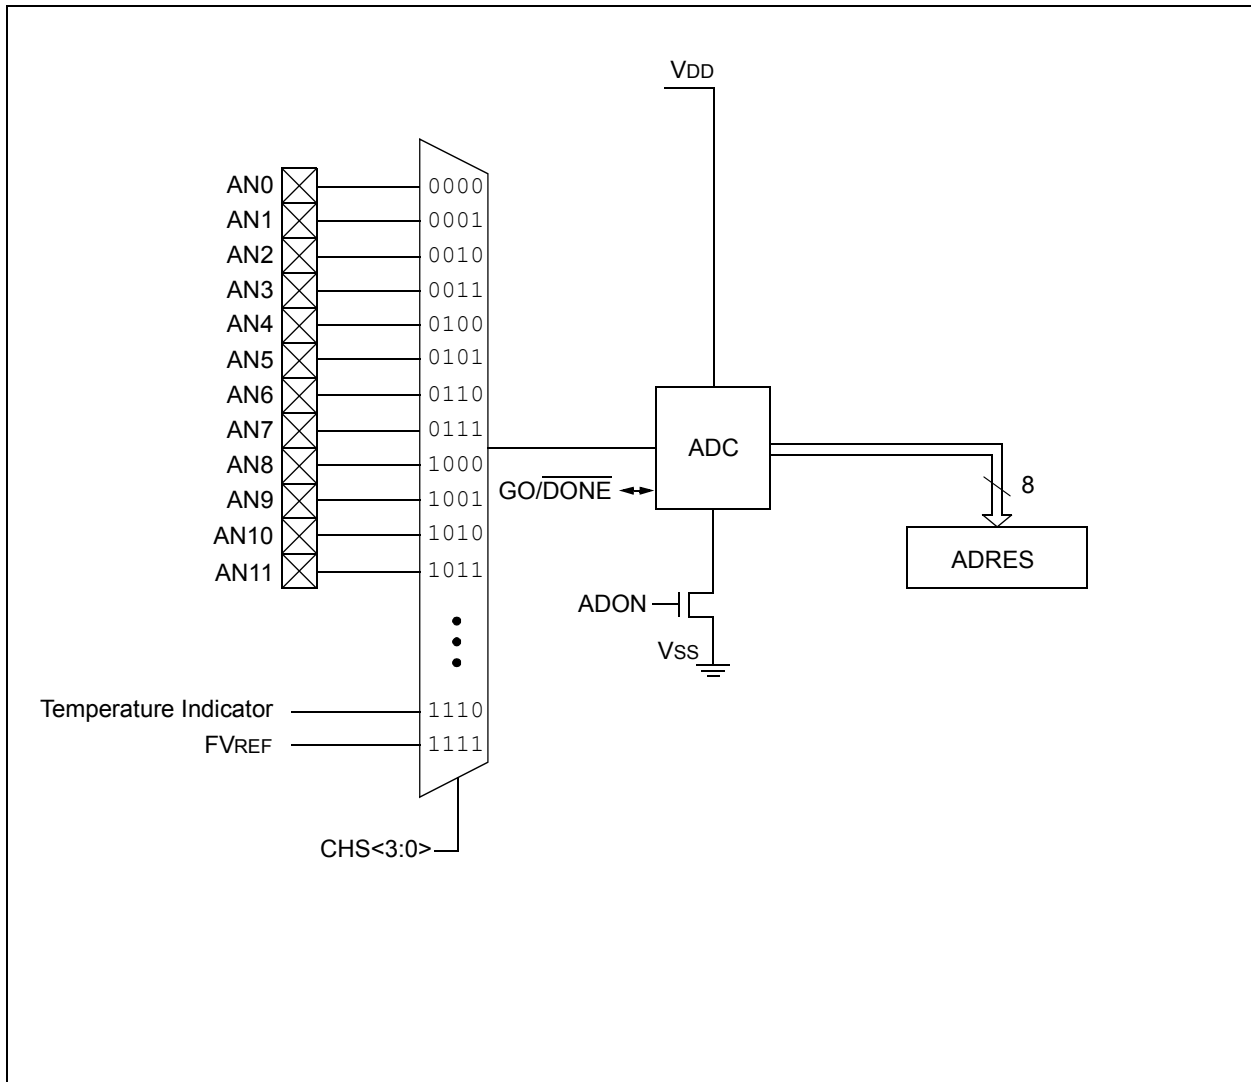 VDD
AN0 0000
AN1 0001
AN2 0010
AN3 0011
AN4 0100
AN5 0101
AN6 0110
AN7 0111
AN8 1000
AN9 1001
AN10 1010
AN11 1011
ADC
GO/DONE
8
ADRES
ADON
VSS
Temperature Indicator 1110
FVREF 1111
CHS<3:0>